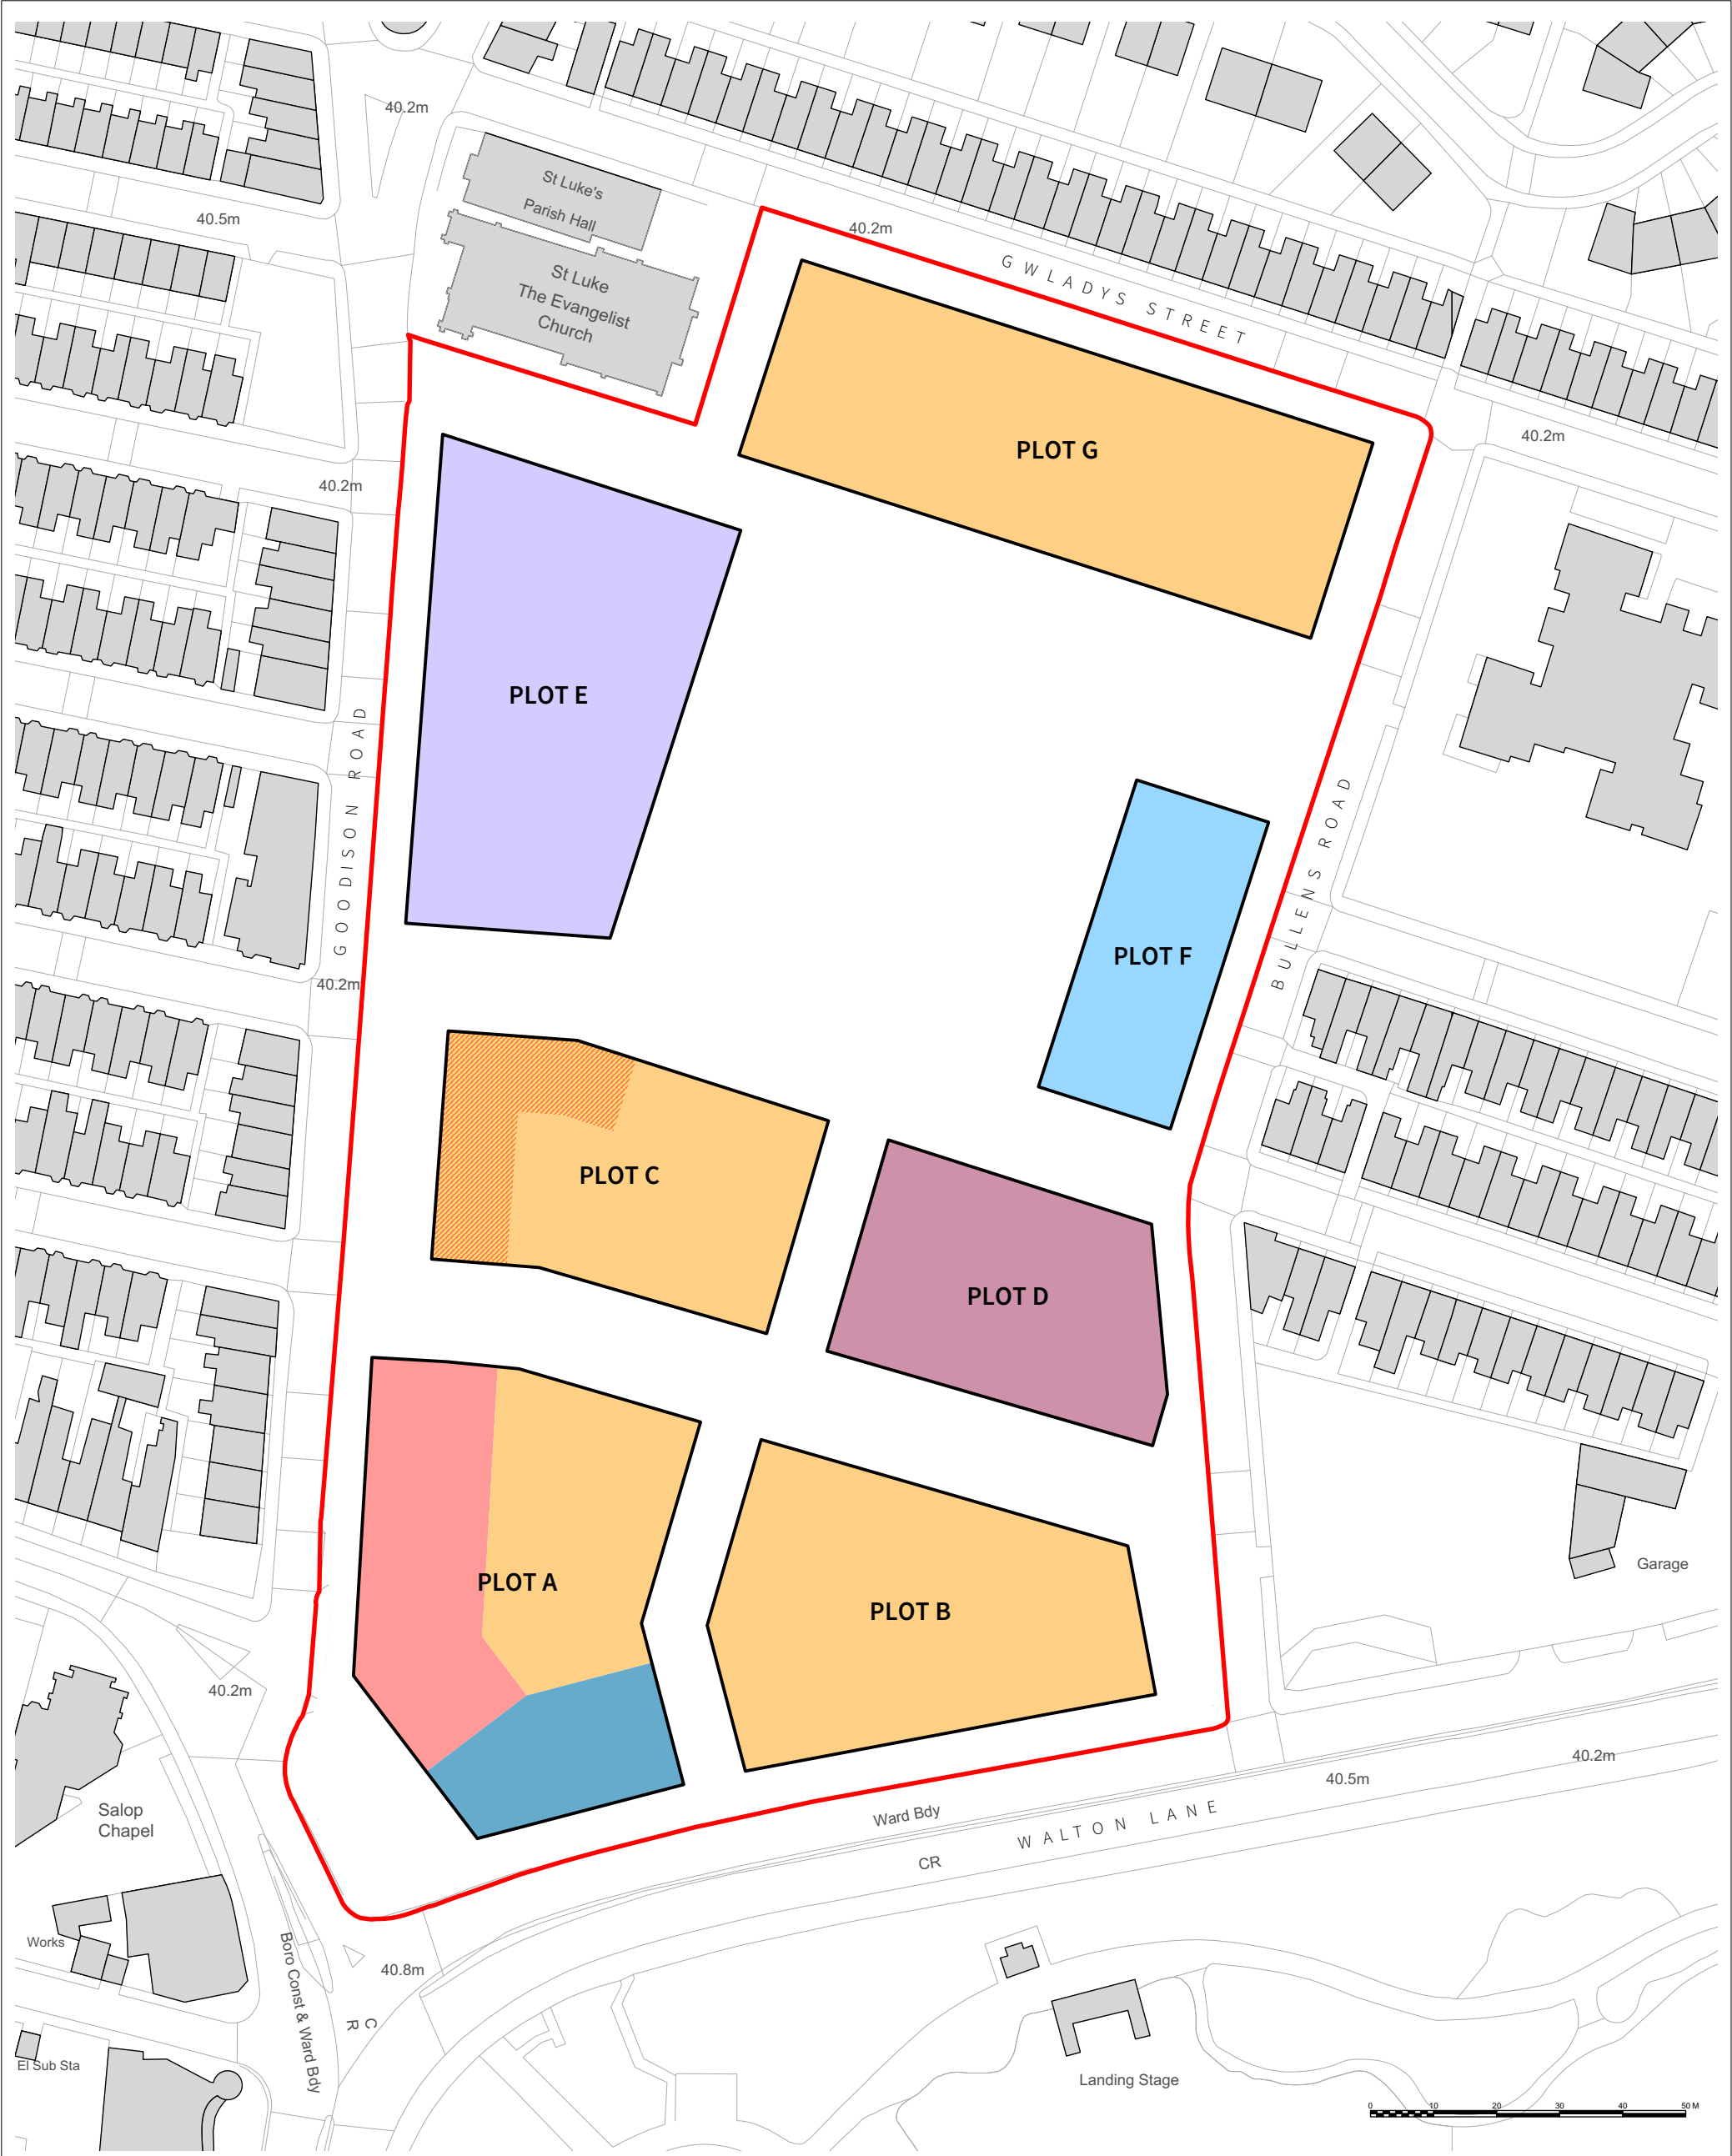 40.2m
40.5m
St Luke's
Parish Hall
40.2m
St Luke
The Evangelist
Church
GWLADYS STREET
PLOT G
40.2m
40.2m
PLOT E
GOODISON ROAD
BULLENS ROAD
PLOT F
40.2m
PLOT C
PLOT D
Garage
PLOT A
PLOT B
40.2m
40.2m
40.5m
Salop
Chapel
Ward Bdy
WALTON LANE
CR
Works
Boro Const & Ward Bdy
40.8m
CR
El Sub Sta
Landing Stage
0 10 20 30 40 50 M